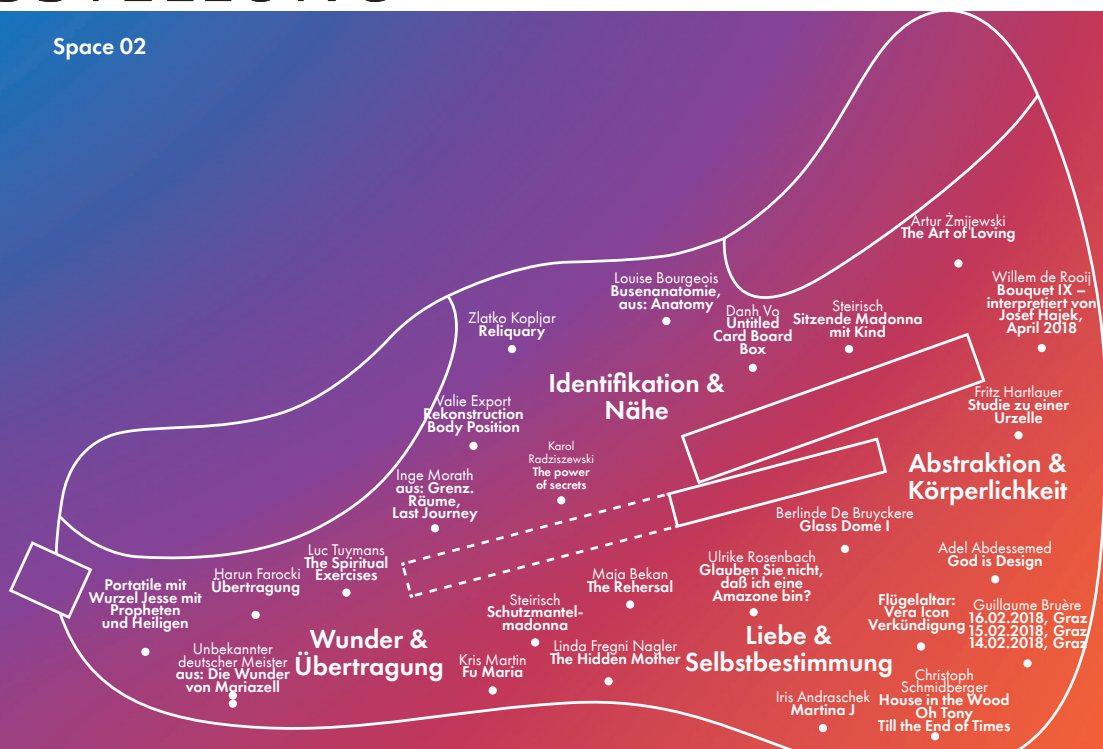 Space 02
Artur Żmijewski
The Art of Loving
Louise Bourgeois
Busenanatomie,
aus: Anatomy
Willem de Rooij
Bouquet IX –
interpretiert von
Josef Hajek,
April 2018
Danh Vo
Untitled
Card Board
Box
Steirisch
Sitzende Madonna
mit Kind
Zlatko Kopljar
Reliquary
Identifikation &
Nähe
Fritz Hartlauer
Studie zu einer
Urzelle
Valie Export
Rekonstruction
Body Position
Karol
Radziszewski
The power
of secrets
Abstraktion &
Körperlichkeit
Inge Morath
aus: Grenz.
Räume,
Last Journey
Berlinde De Bruyckere
Glass Dome I
Luc Tuymans
The Spiritual
Exercises
Adel Abdessemed
God is Design
Ulrike Rosenbach
Glauben Sie nicht,
daß ich eine
Amazone bin?
Harun Farocki
Übertragung
Maja Bekan
The Rehersal
Portatile mit
Wurzel Jesse mit
Propheten
und Heiligen
Steirisch
Schutzmantel-
madonna
Flügelaltar:
Vera Icon
Verkündigung
Guillaume Bruère
16.02.2018, Graz
15.02.2018, Graz
14.02.2018, Graz
Wunder &
Übertragung
Liebe &
Selbstbestimmung
Unbekannter
deutscher Meister
aus: Die Wunder
von Mariazell
Linda Fregni Nagler
The Hidden Mother
Kris Martin
Fu Maria
Christoph
Schmidberger
House in the Wood
Oh Tony
Till the End of Times
Iris Andraschek
Martina J